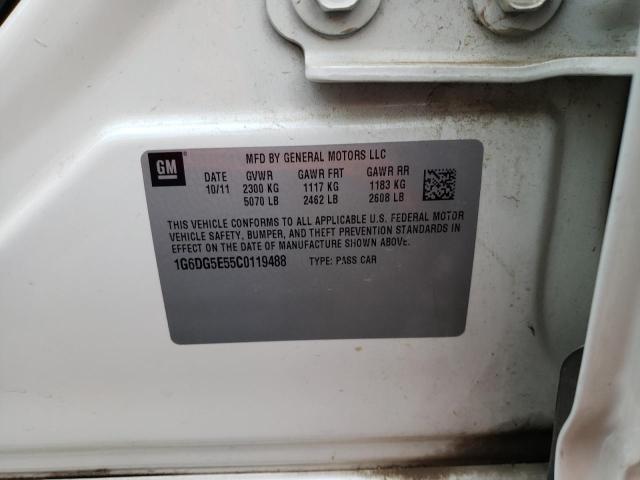 GM
MFD BY GENERAL MOTORS LLC
DATE GVWR GAWR FRT GAWR RR
10/11 2300 KG 1117 KG 1183 KG
5070 LB 2462 LB 2608 LB
THIS VEHICLE CONFORMS TO ALL APPLICABLE U.S. FEDERAL MOTOR
VEHICLE SAFETY, BUMPER, AND THEFT PREVENTION STANDARDS IN
EFFECT ON THE DATE OF MANUFACTURE SHOWN ABOVE.
1G6DG5E55C0119488 TYPE: PASS CAR